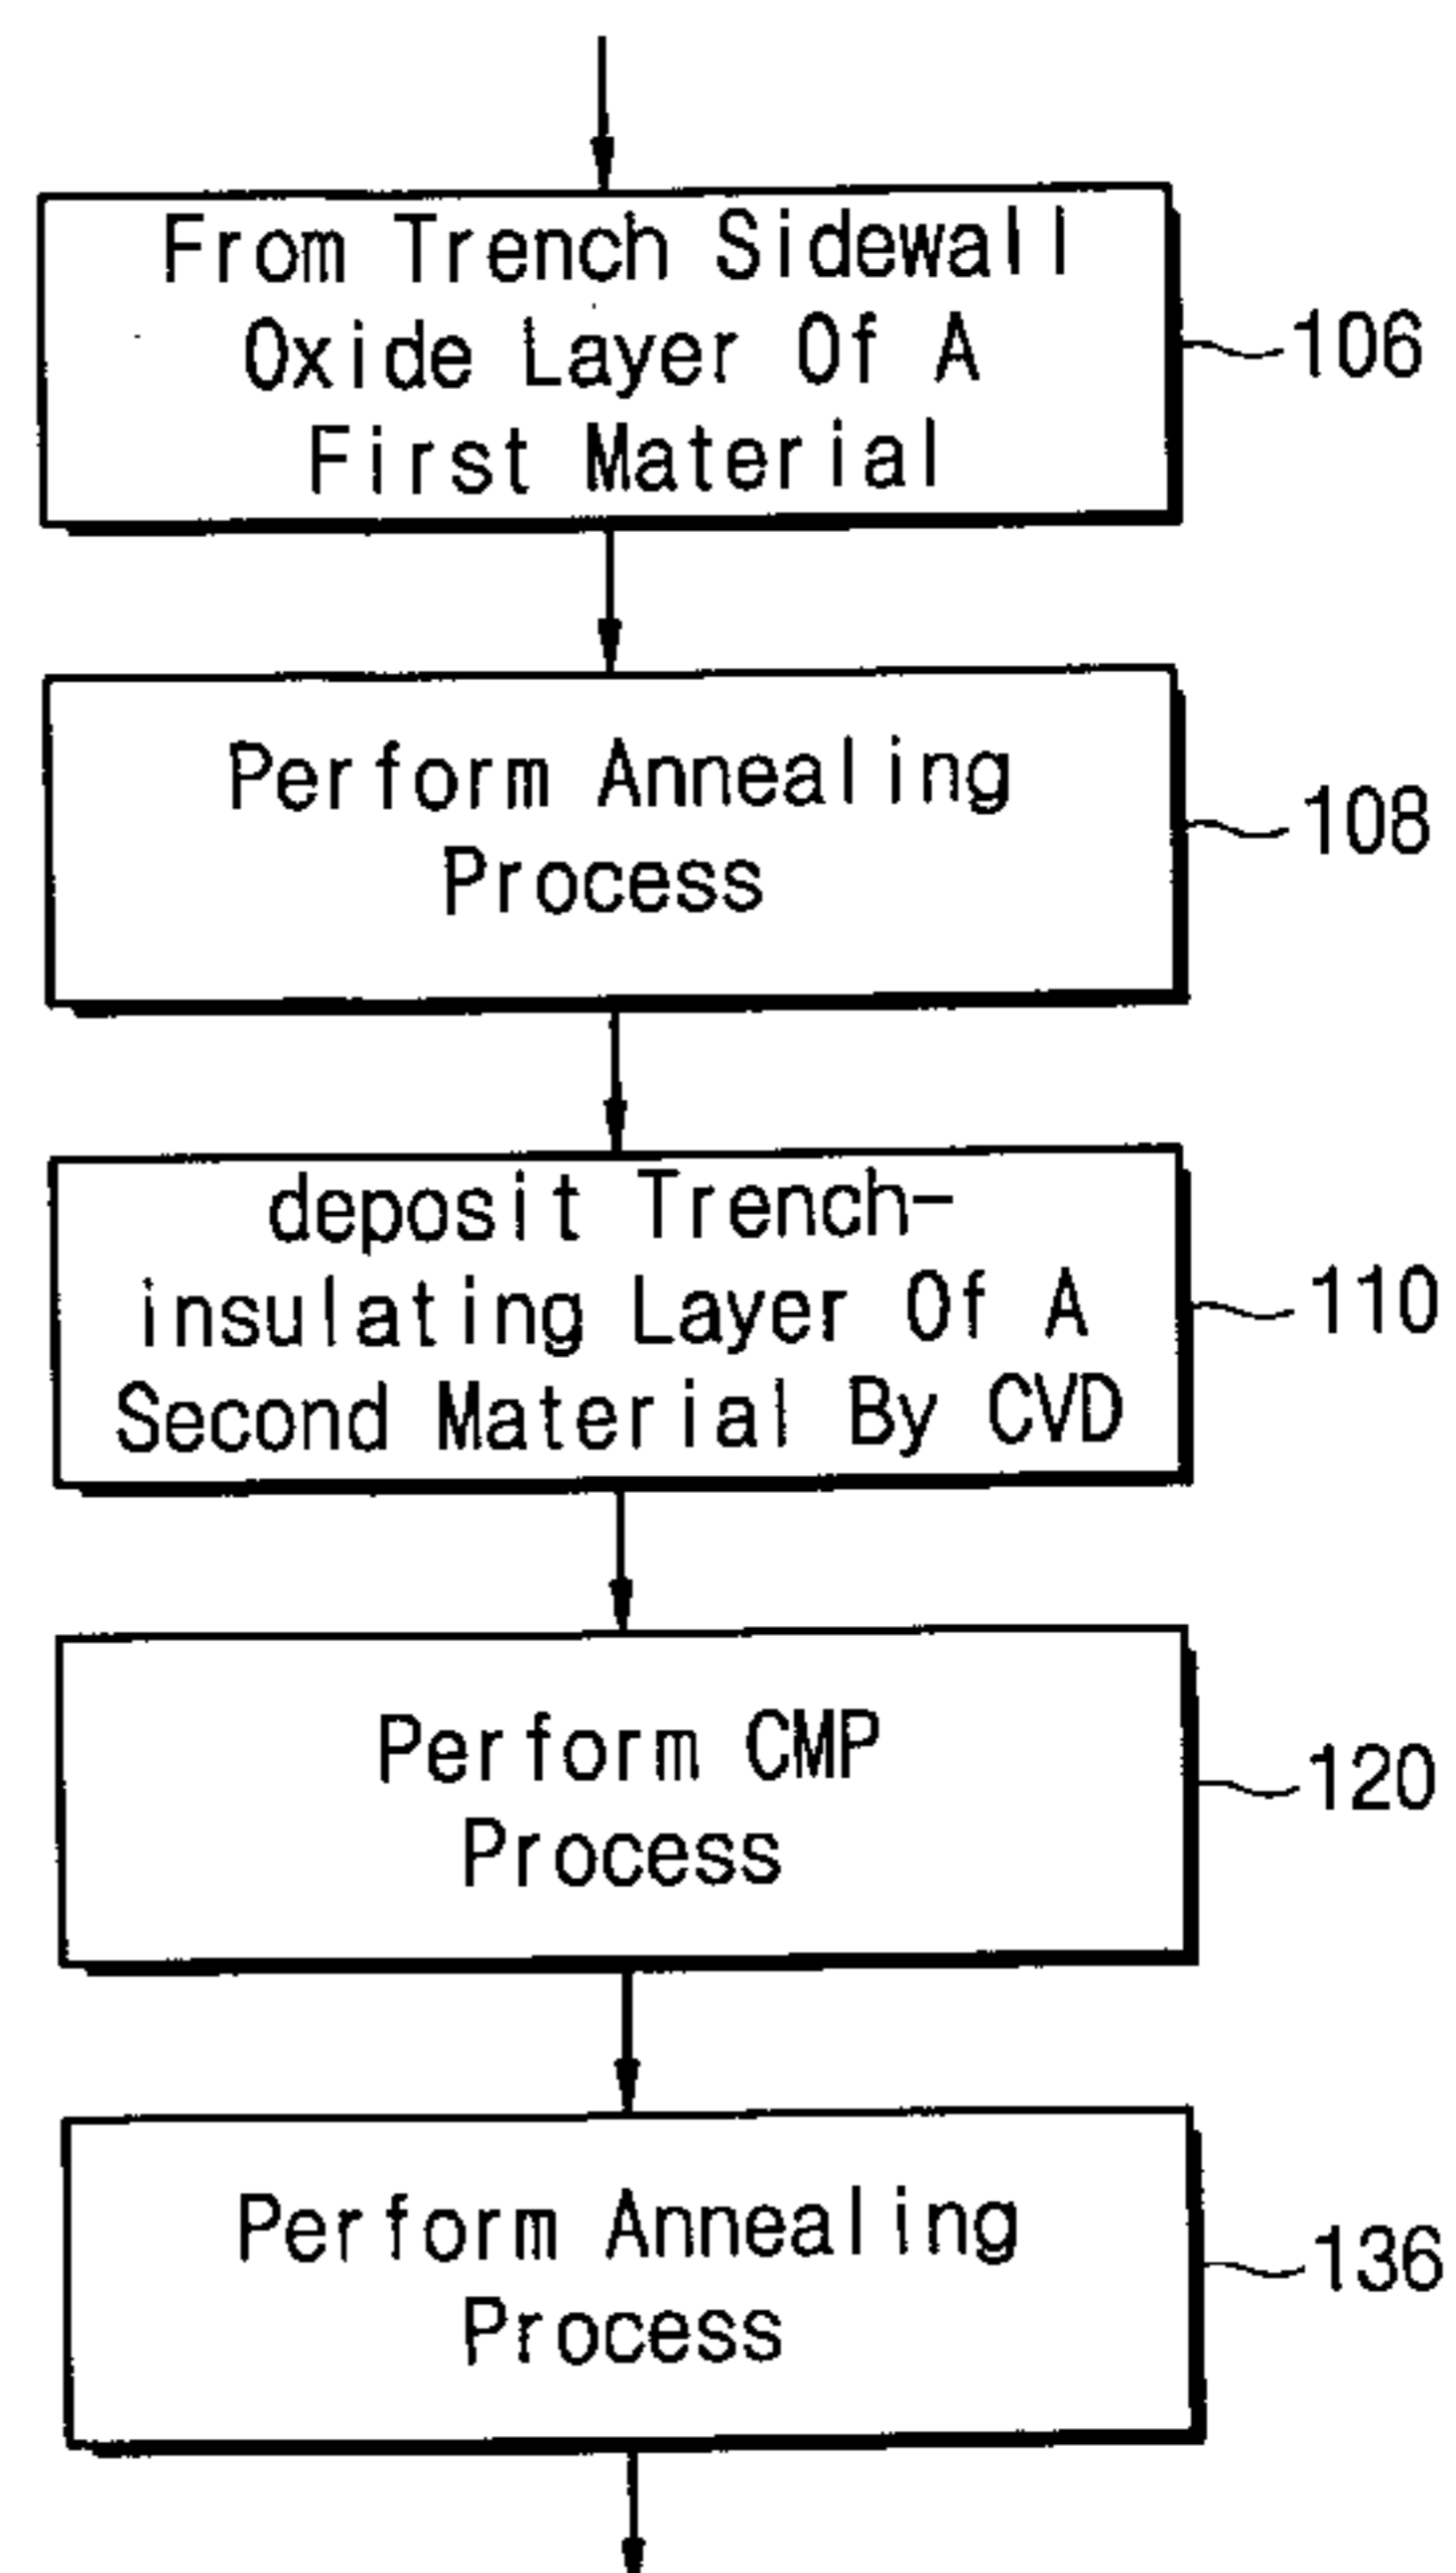 From Trench Sidewall
Oxide Layer Of A
First Material
106
Perform Annealing
Process
108
deposit Trench-
insulating Layer Of A
Second Material By CVD
110
Perform CMP
Process
120
Perform Annealing
Process
136